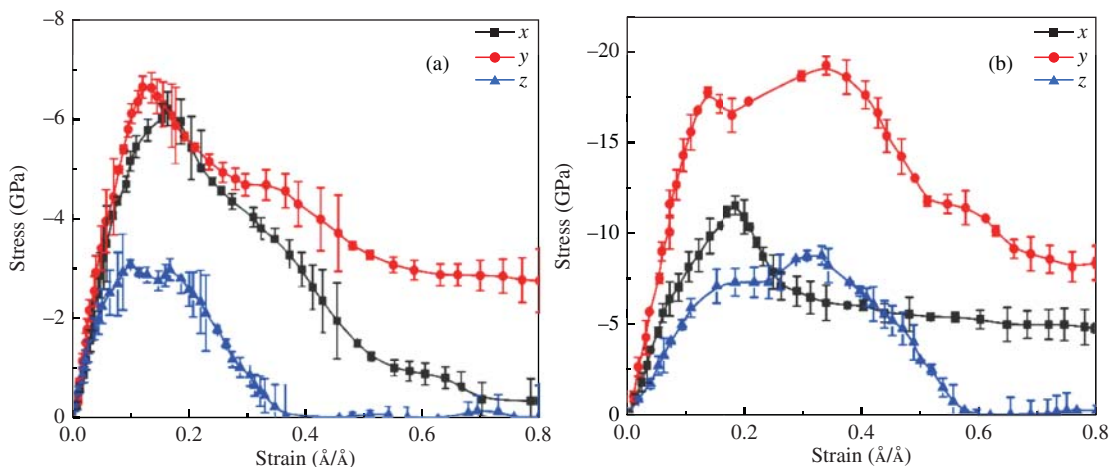 –8
–6
–4
–2
0
0.0 0.2 0.4 0.6 0.8
Stress (GPa)
Strain (Å/Å)
(a)
x
y
z
–20
–15
–10
–5
0
0.0 0.2 0.4 0.6 0.8
Stress (GPa)
Strain (Å/Å)
(b)
x
y
z